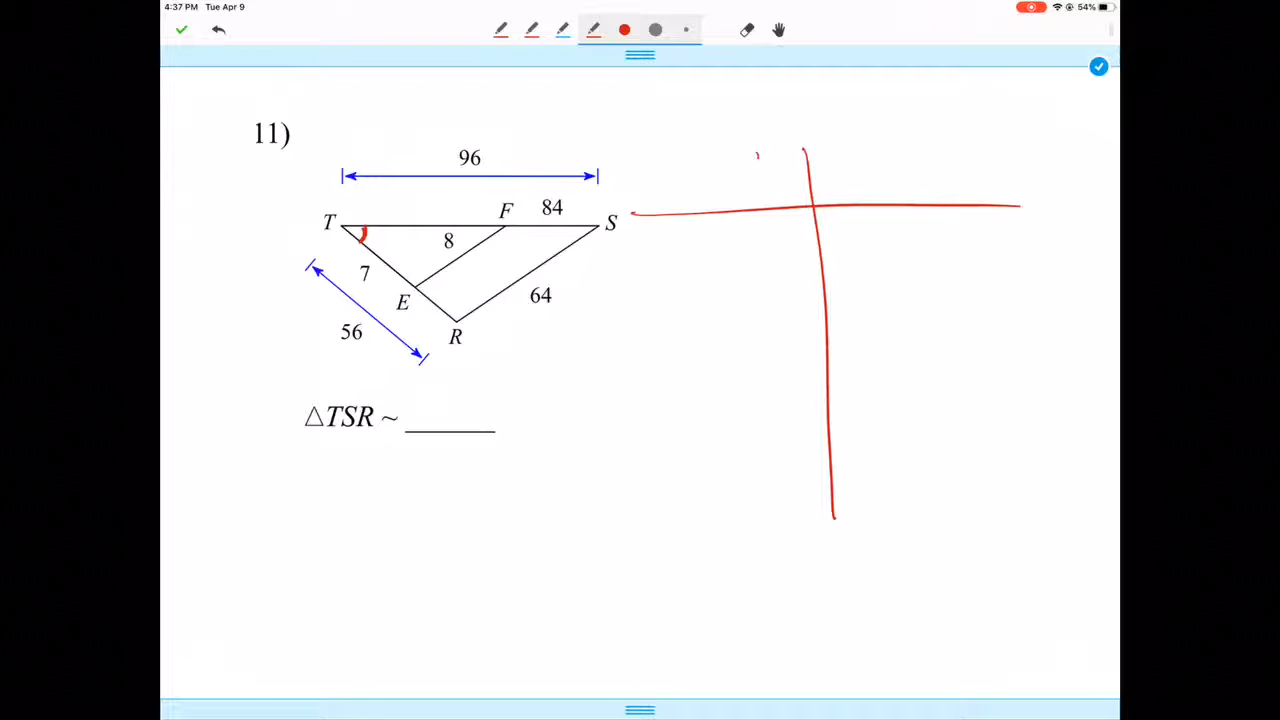 4:37 PM Tue Apr 9
54%
11)
96
T
F
84
S
8
7
E
64
56
R
△TSR ~ ______